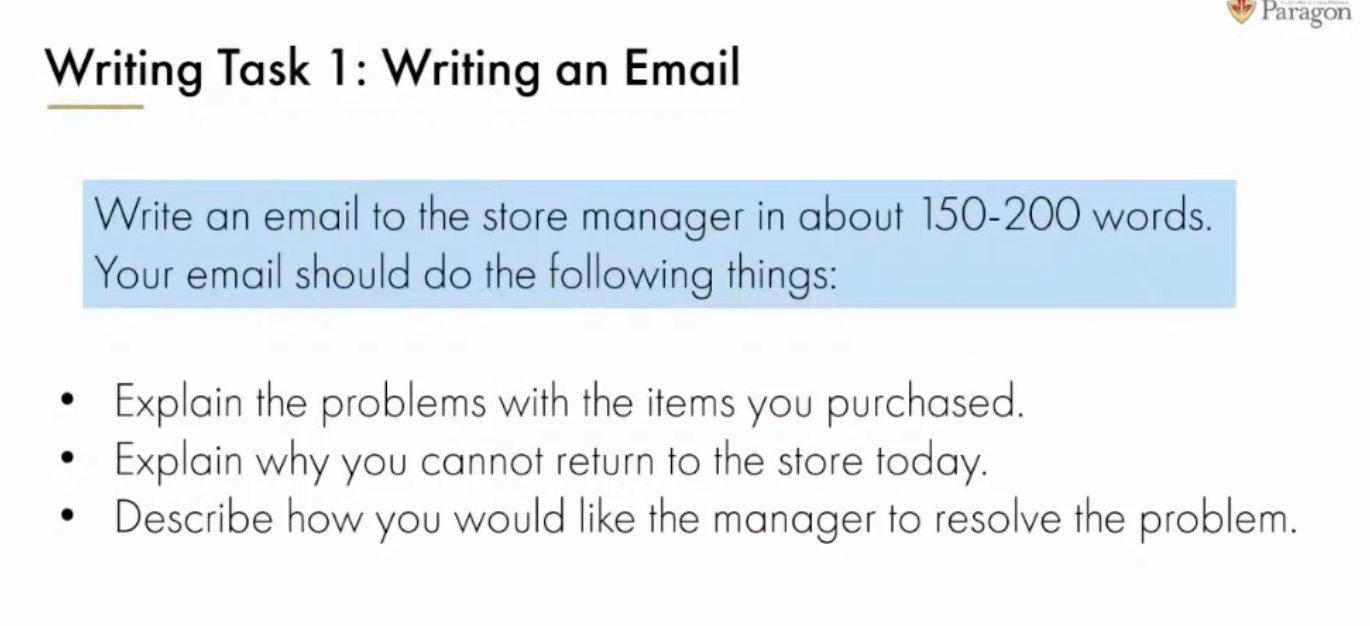 Paragon
Writing Task 1: Writing an Email
Write an email to the store manager in about 150-200 words.
Your email should do the following things:
• Explain the problems with the items you purchased.
• Explain why you cannot return to the store today.
• Describe how you would like the manager to resolve the problem.